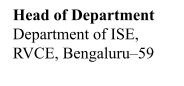 Head of Department
Department of ISE,
RVCE, Bengaluru–59